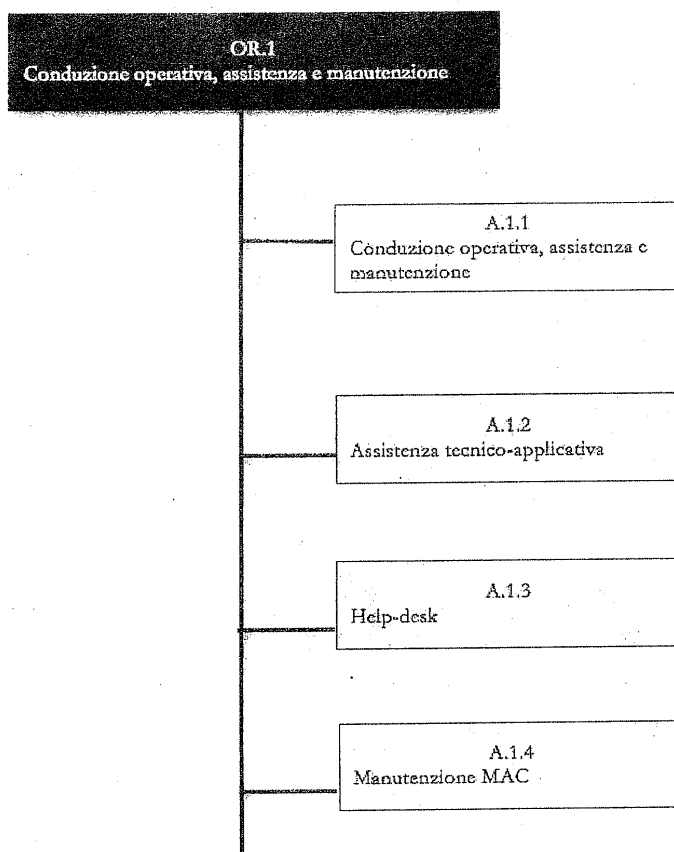 OR.1
Conduzione operativa, assistenza e manutenzione
A.1.1
Conduzione operativa, assistenza e
manutenzione
A.1.2
Assistenza tecnico-applicativa
A.1.3
Help-desk
A.1.4
Manutenzione MAC